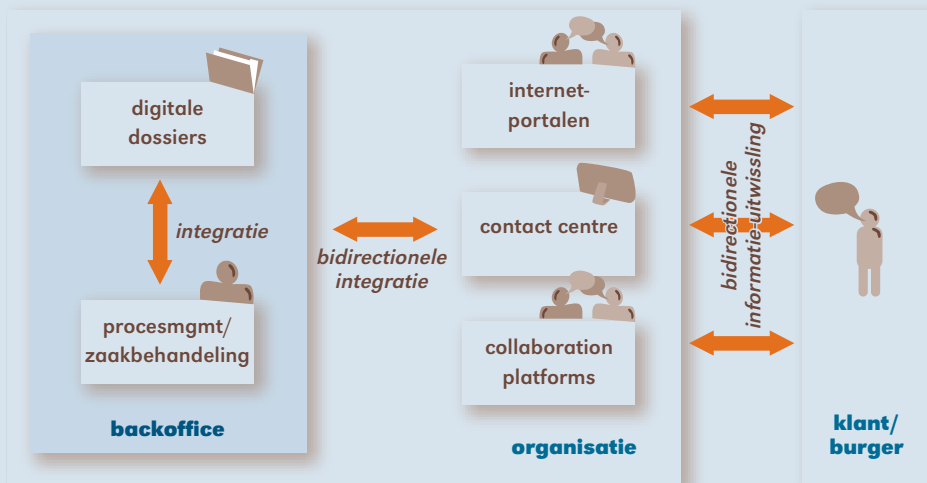 digitale
dossiers
integratie
procesmgmt/
zaakbehandeling
backoffice
bidirectionele
integratie
internet-
portalen
contact centre
collaboration
platforms
organisatie
bidirectionele
informatie-uitwissling
klant/
burger